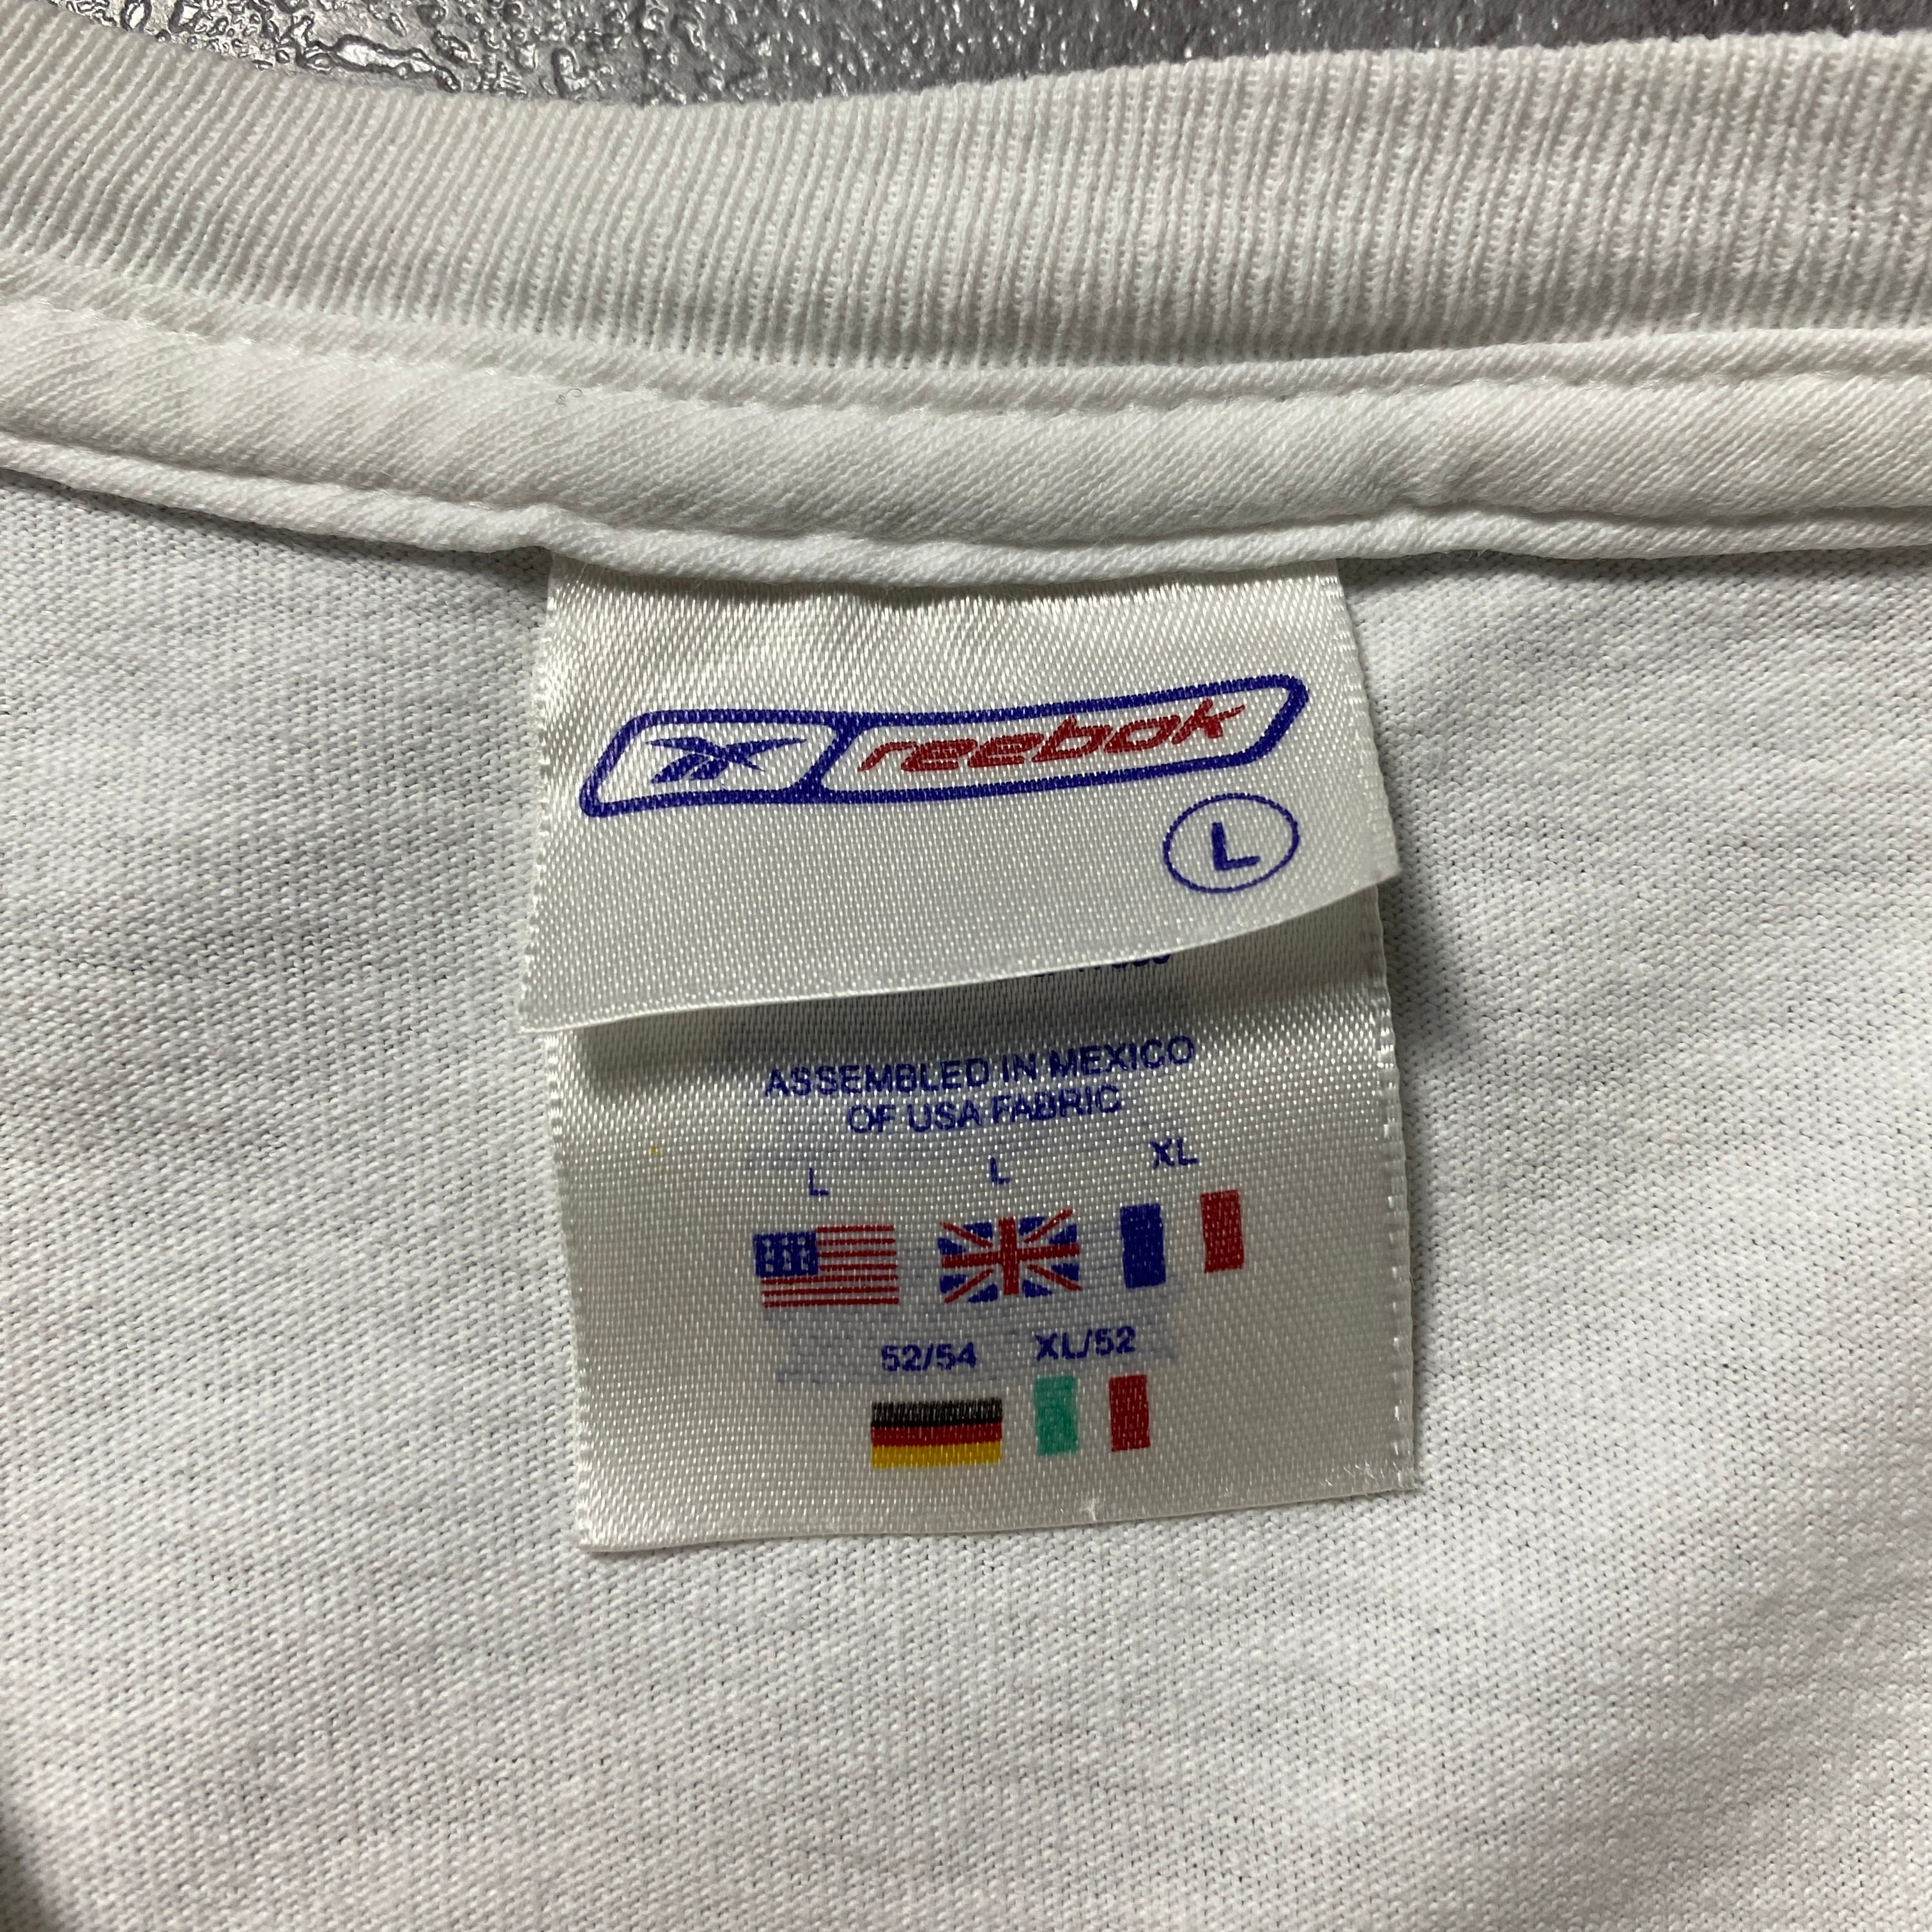 reebok
L
ASSEMBLED IN MEXICO
OF USA FABRIC
L L XL
52/54 XL/52